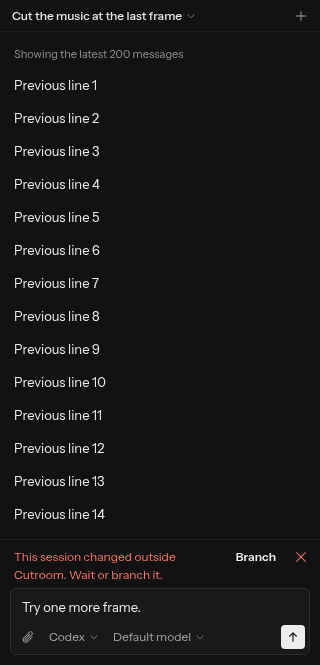 Cut the music at the last frame
Showing the latest 200 messages
Previous line 1
Previous line 2
Previous line 3
Previous line 4
Previous line 5
Previous line 6
Previous line 7
Previous line 8
Previous line 9
Previous line 10
Previous line 11
Previous line 12
Previous line 13
Previous line 14
This session changed outside Branch
Cutroom. Wait or branch it.
Try one more frame.
Codex Default model